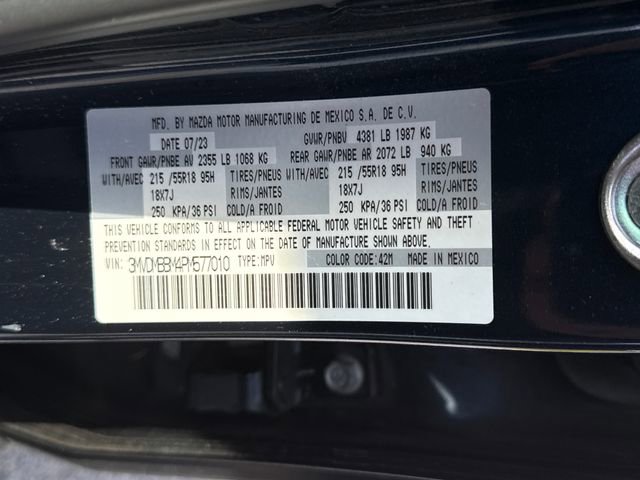 MFD. BY MAZDA MOTOR MANUFACTURING DE MEXICO S.A. DE C.V.
DATE 07/23 GVWR/PNBV 4381 LB 1987 KG
FRONT GAWR/PNBE AV 2355 LB 1068 KG REAR GAWR/PNBE AR 2072 LB 940 KG
WITH/AVEC 215 /55R18 95H TIRES/PNEUS WITH/AVEC 215 /55R18 95H TIRES/PNEUS
18X7J RIMS/JANTES 18X7J RIMS/JANTES
250 KPA/36 PSI COLD/A FROID 250 KPA/36 PSI COLD/A FROID
THIS VEHICLE CONFORMS TO ALL APPLICABLE FEDERAL MOTOR VEHICLE SAFETY AND THEFT
PREVENTION STANDARDS IN EFFECT ON THE DATE OF MANUFACTURE SHOWN ABOVE.
VIN: 3MVDMBBM4PM577010 TYPE:MPV COLOR CODE:42M MADE IN MEXICO